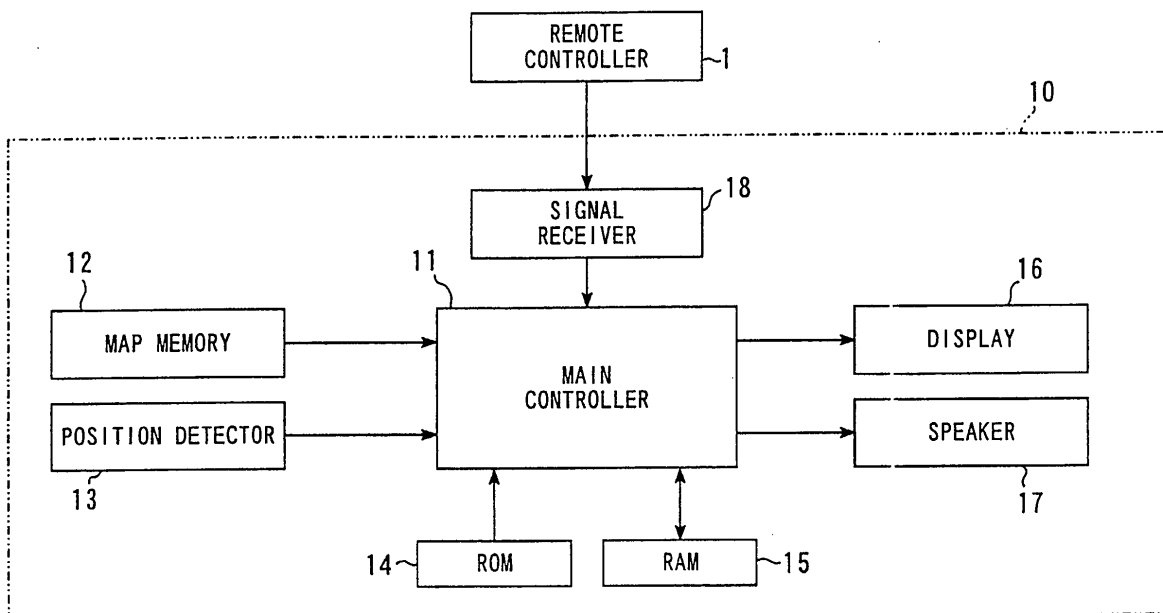 REMOTE
CONTROLLER
1
10
SIGNAL
RECEIVER
18
12
11
16
MAP MEMORY
MAIN
CONTROLLER
DISPLAY
POSITION DETECTOR
SPEAKER
13
17
14
ROM
RAM
15